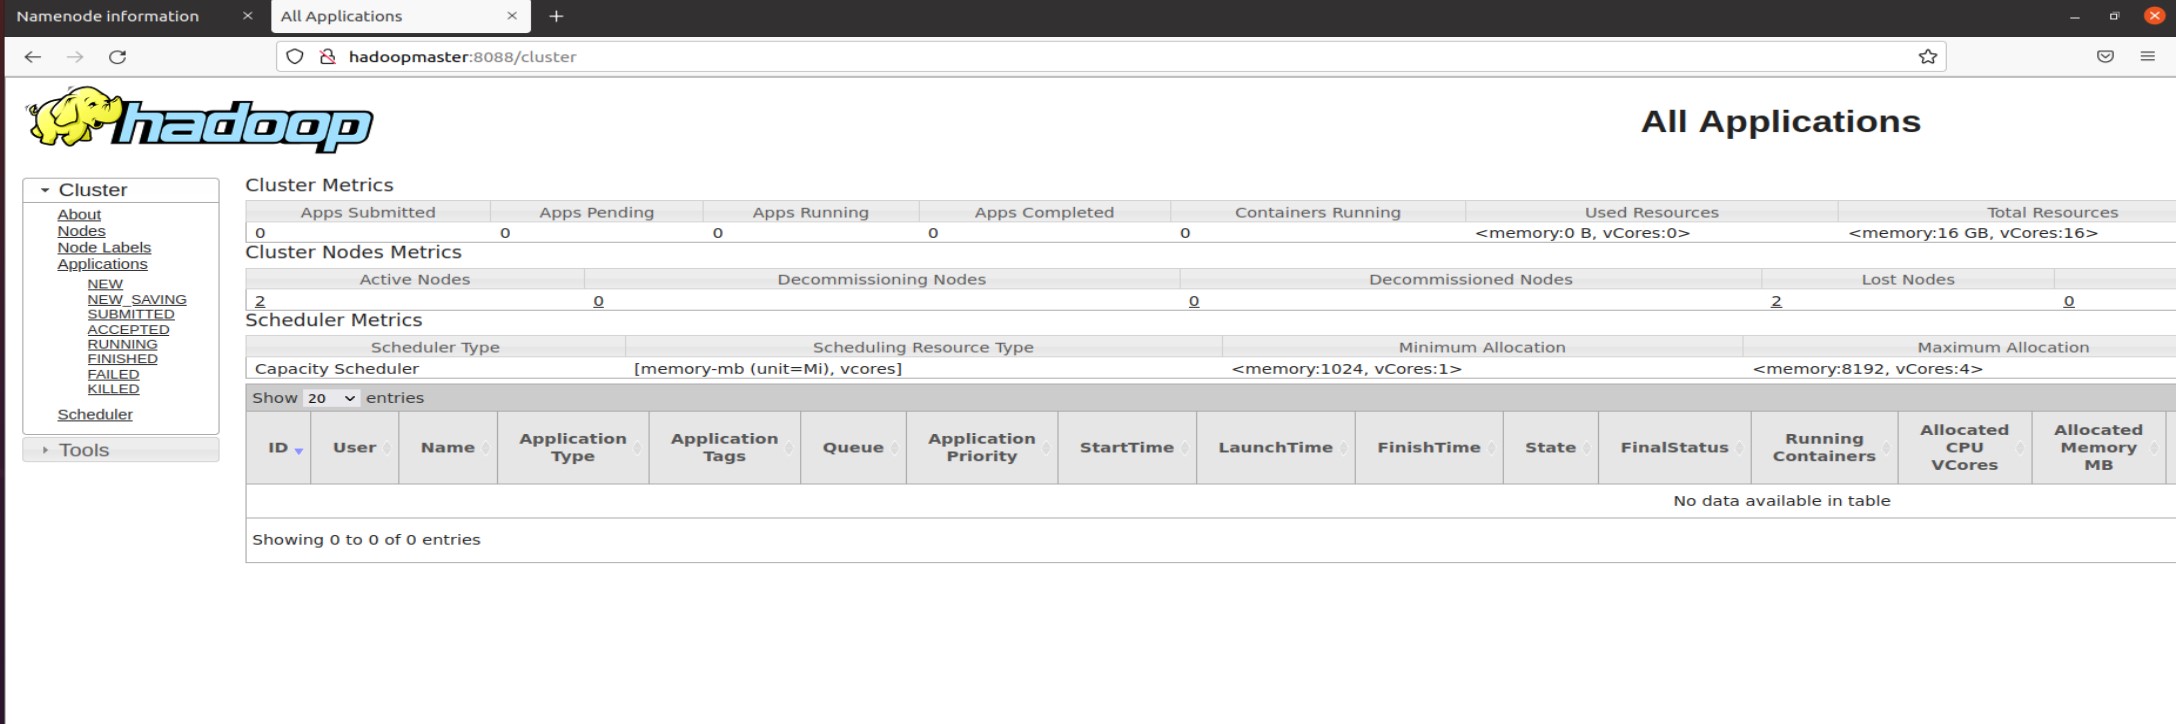 Namenode information
All Applications
hadoopmaster:8088/cluster
hadoop
All Applications
Cluster
About
Nodes
Node Labels
Applications
NEW
NEW_SAVING
SUBMITTED
ACCEPTED
RUNNING
FINISHED
FAILED
KILLED
Scheduler
Tools
Cluster Metrics
Apps Submitted Apps Pending Apps Running Apps Completed Containers Running Used Resources Total Resources
0 0 0 0 0 <memory:0 B, vCores:0> <memory:16 GB, vCores:16>
Cluster Nodes Metrics
Active Nodes Decommissioning Nodes Decommissioned Nodes Lost Nodes
2 0 0 2 0
Scheduler Metrics
Scheduler Type Scheduling Resource Type Minimum Allocation Maximum Allocation
Capacity Scheduler [memory-mb (unit=Mi), vcores] <memory:1024, vCores:1> <memory:8192, vCores:4>
Show 20 entries
ID User Name Application Type Application Tags Queue Application Priority StartTime LaunchTime FinishTime State FinalStatus Running Containers Allocated CPU VCores Allocated Memory MB
No data available in table
Showing 0 to 0 of 0 entries